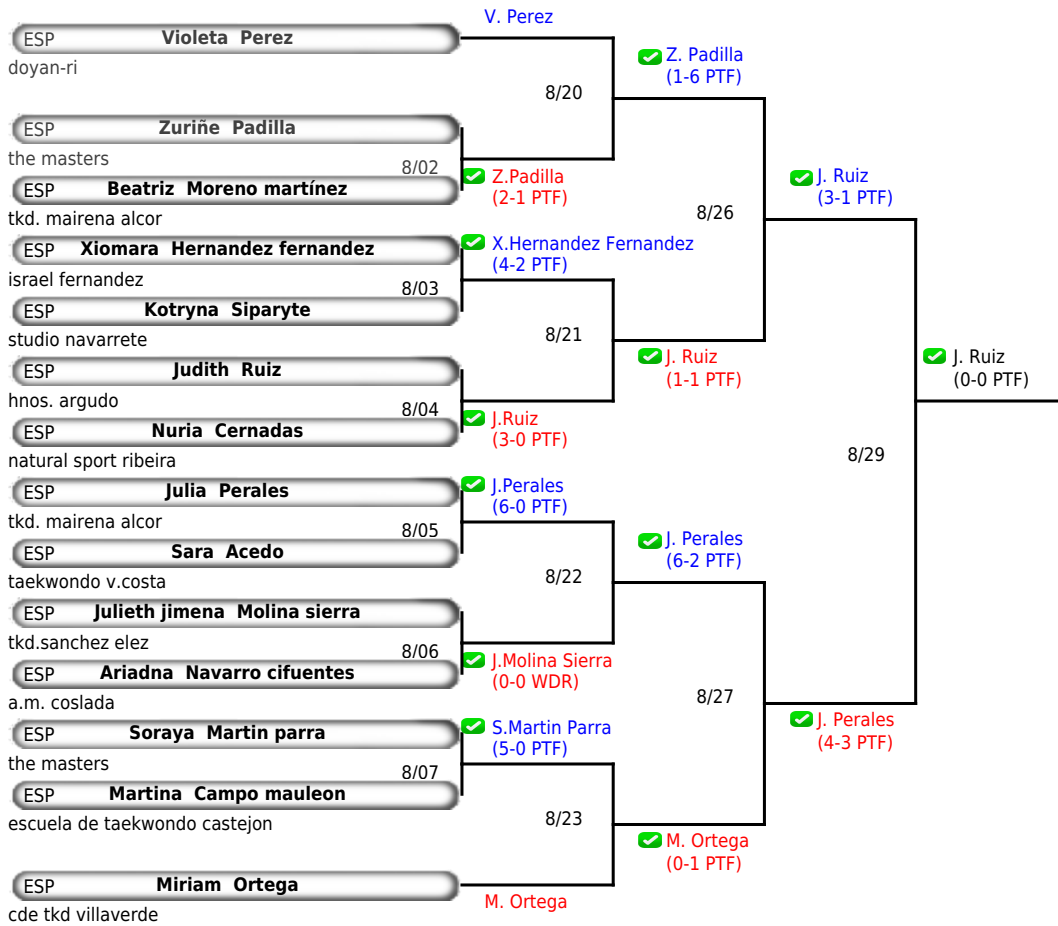 V. Perez
ESP Violeta Perez
doyan-ri
Z. Padilla
(1-6 PTF)
8/20
ESP Zuriñe Padilla
the masters
8/02
Z.Padilla
(2-1 PTF)
ESP Beatriz Moreno martínez
tkd. mairena alcor
J. Ruiz
(3-1 PTF)
8/26
ESP Xiomara Hernandez fernandez
X.Hernandez Fernandez
(4-2 PTF)
israel fernandez
8/03
ESP Kotryna Siparyte
studio navarrete
8/21
J. Ruiz
(1-1 PTF)
J. Ruiz
(0-0 PTF)
ESP Judith Ruiz
hnos. argudo
8/04
J.Ruiz
(3-0 PTF)
ESP Nuria Cernadas
natural sport ribeira
8/29
ESP Julia Perales
J.Perales
(6-0 PTF)
tkd. mairena alcor
8/05
J. Perales
(6-2 PTF)
ESP Sara Acedo
taekwondo v.costa
8/22
ESP Julieth jimena Molina sierra
tkd.sanchez elez
8/06
J.Molina Sierra
(0-0 WDR)
ESP Ariadna Navarro cifuentes
a.m. coslada
8/27
J. Perales
(4-3 PTF)
ESP Soraya Martin parra
S.Martin Parra
(5-0 PTF)
the masters
8/07
ESP Martina Campo mauleon
escuela de taekwondo castejon
8/23
M. Ortega
(0-1 PTF)
ESP Miriam Ortega
M. Ortega
cde tkd villaverde